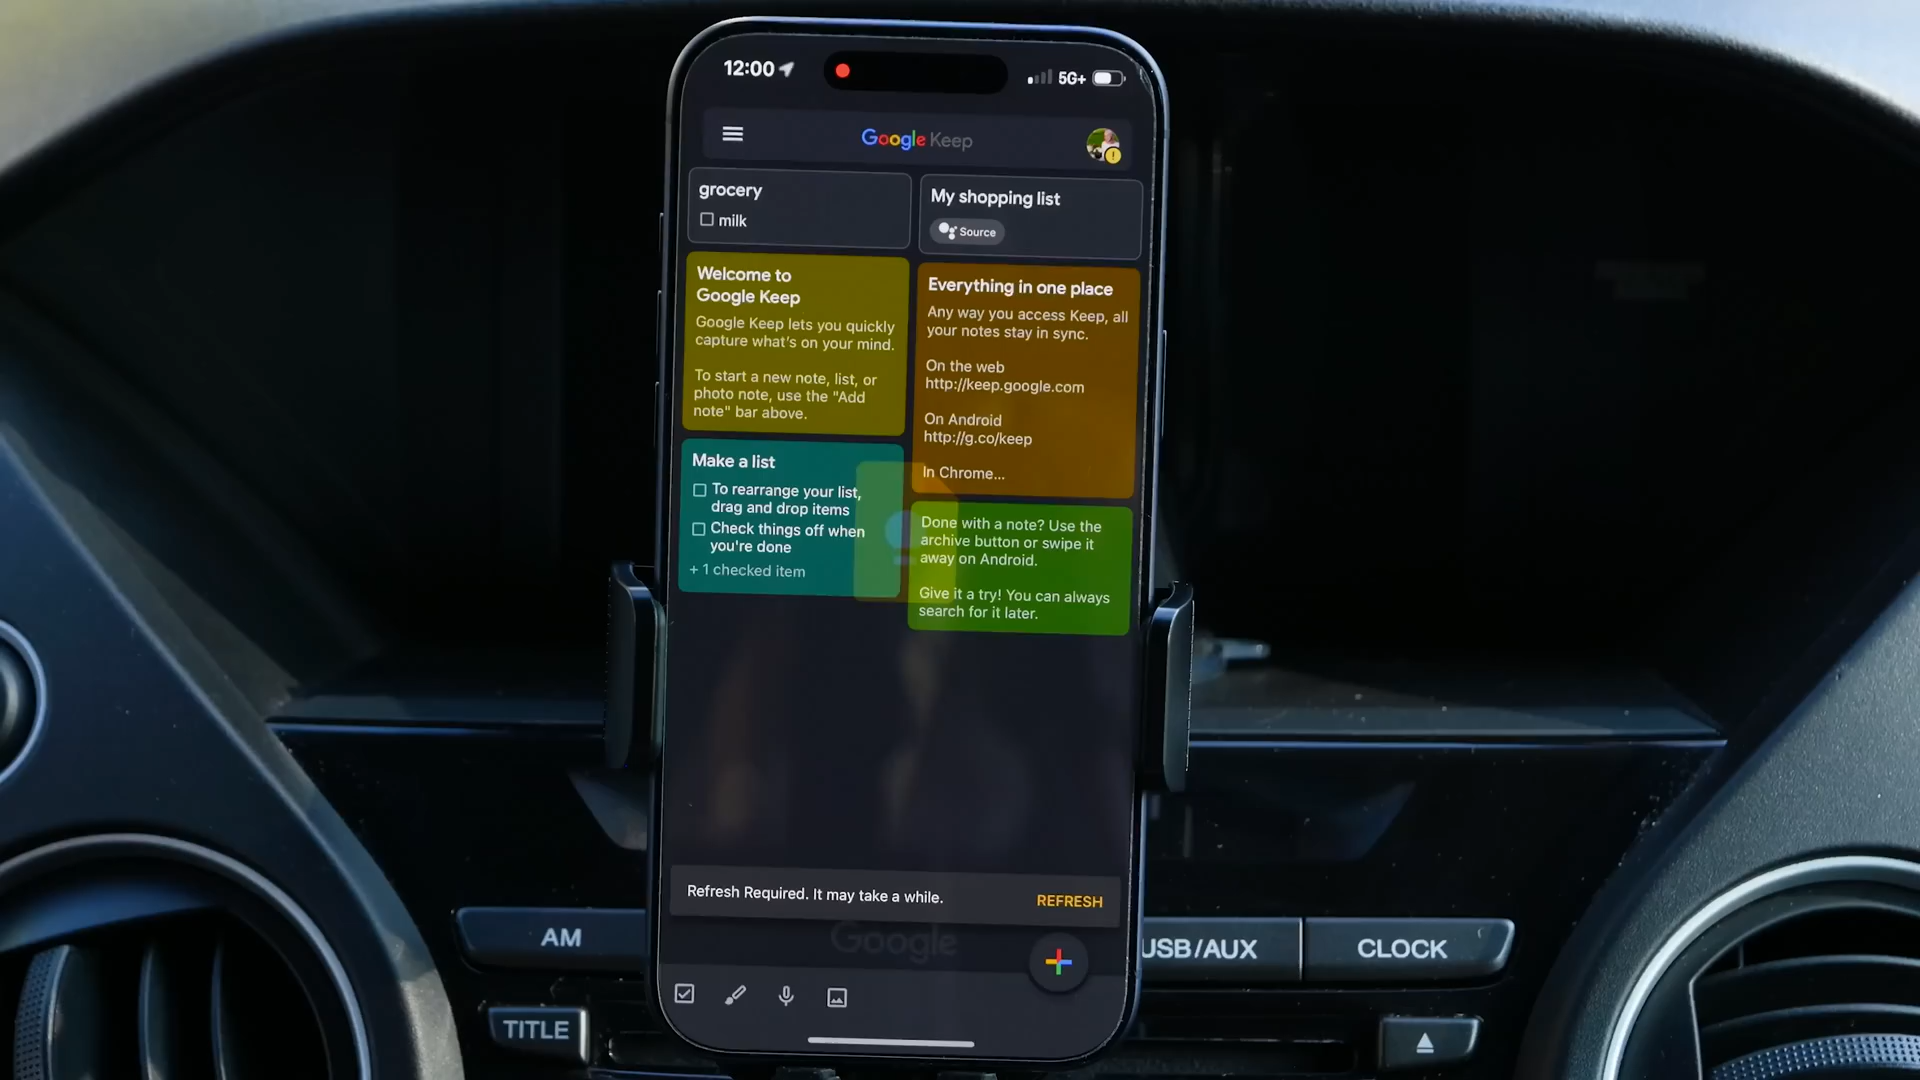 12:00
5G+
Google Keep
grocery
milk
My shopping list
Source
Welcome to
Google Keep
Google Keep lets you quickly
capture what's on your mind.
To start a new note, list, or
photo note, use the "Add
note" bar above.
Everything in one place
Any way you access Keep, all
your notes stay in sync.
On the web
http://keep.google.com
On Android
http://g.co/keep
In Chrome...
Make a list
To rearrange your list,
drag and drop items
Check things off when
you're done
+ 1 checked item
Done with a note? Use the
archive button or swipe it
away on Android.
Give it a try! You can always
search for it later.
Refresh Required. It may take a while.
REFRESH
Google
AM
USB/AUX
CLOCK
TITLE